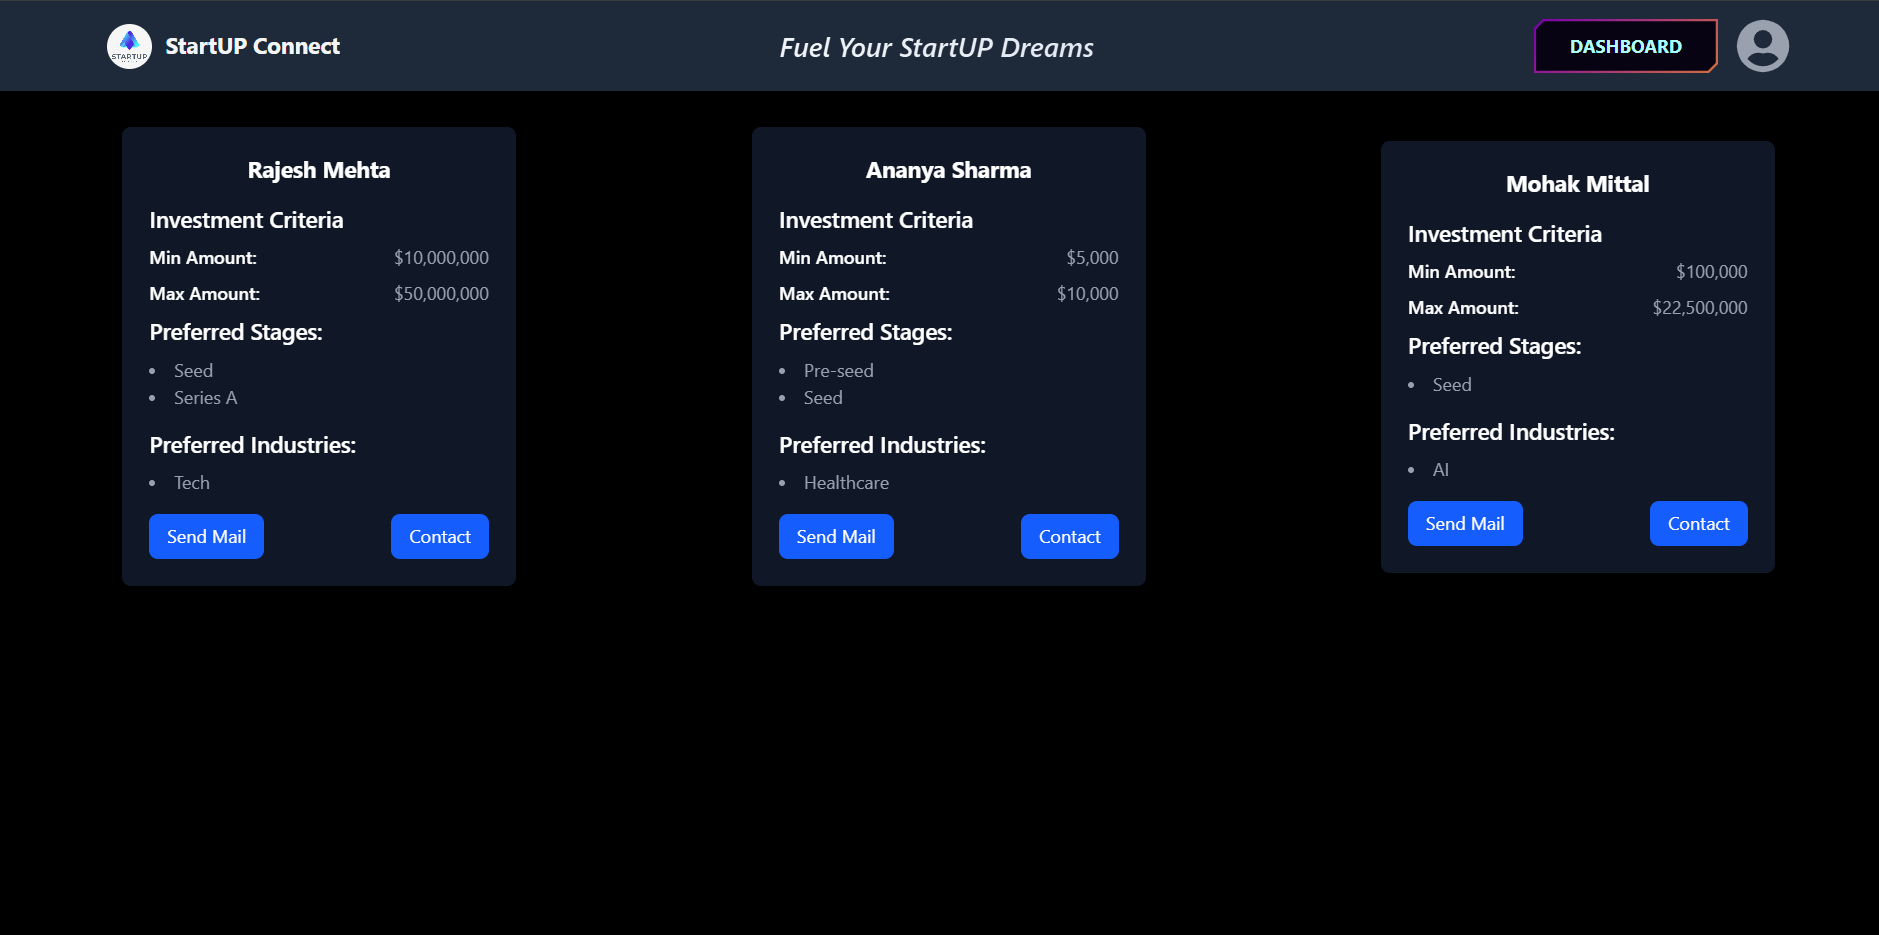 STARTUP
StartUP Connect
Fuel Your StartUP Dreams
DASHBOARD
Rajesh Mehta
Investment Criteria
Min Amount: $10,000,000
Max Amount: $50,000,000
Preferred Stages:
• Seed
• Series A
Preferred Industries:
• Tech
Send Mail Contact
Ananya Sharma
Investment Criteria
Min Amount: $5,000
Max Amount: $10,000
Preferred Stages:
• Pre-seed
• Seed
Preferred Industries:
• Healthcare
Send Mail Contact
Mohak Mittal
Investment Criteria
Min Amount: $100,000
Max Amount: $22,500,000
Preferred Stages:
• Seed
Preferred Industries:
• AI
Send Mail Contact